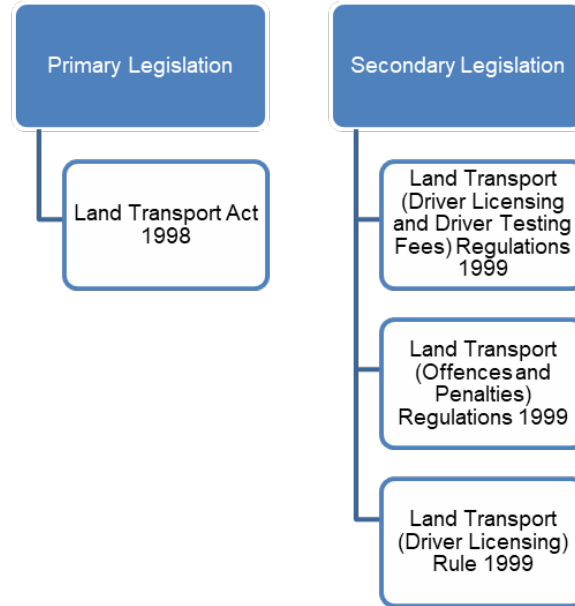 Primary Legislation
Land Transport Act
1998
Secondary Legislation
Land Transport
(Driver Licensing
and Driver Testing
Fees) Regulations
1999
Land Transport
(Offences and
Penalties)
Regulations 1999
Land Transport
(Driver Licensing)
Rule 1999